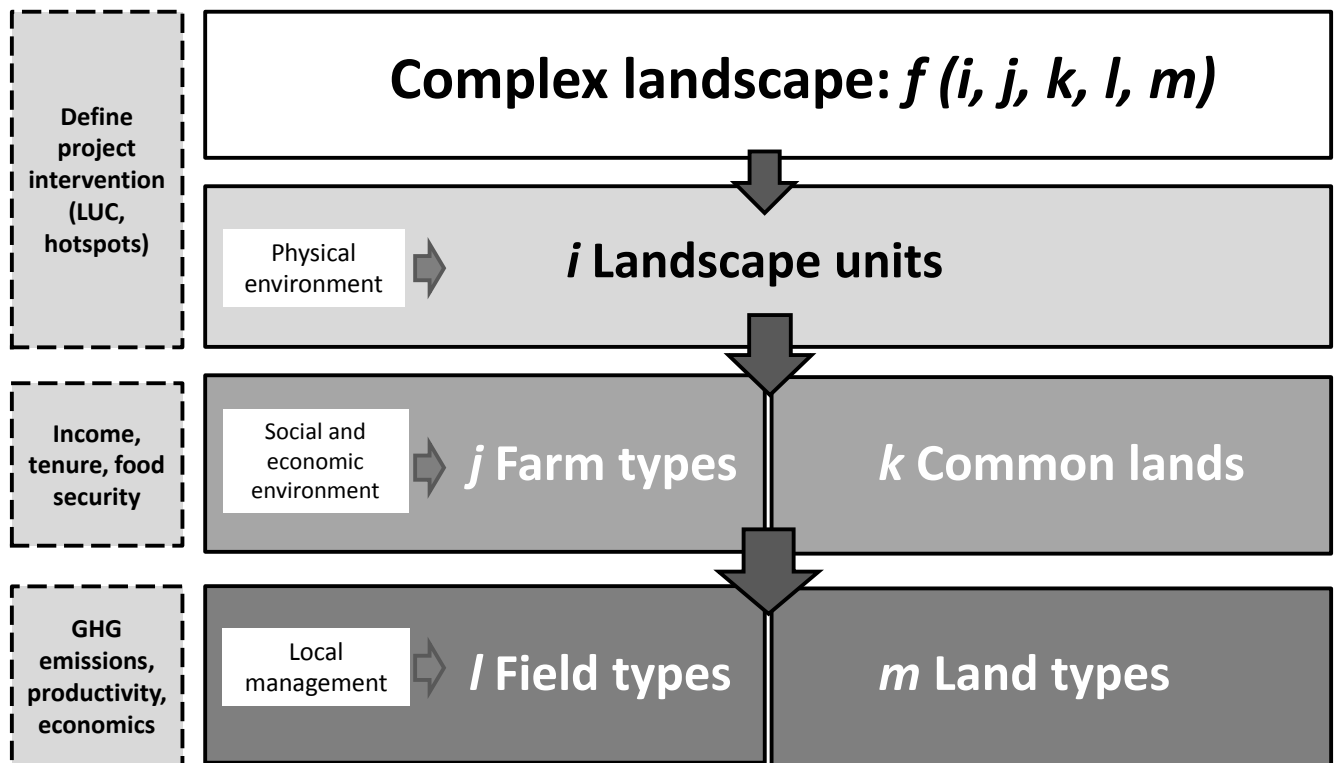 Define
project
intervention
(LUC,
hotspots)
Complex landscape: f (i, j, k, l, m)
Physical
environment
i Landscape units
Income,
tenure, food
security
Social and
economic
environment
j Farm types
k Common lands
GHG
emissions,
productivity,
economics
Local
management
l Field types
m Land types